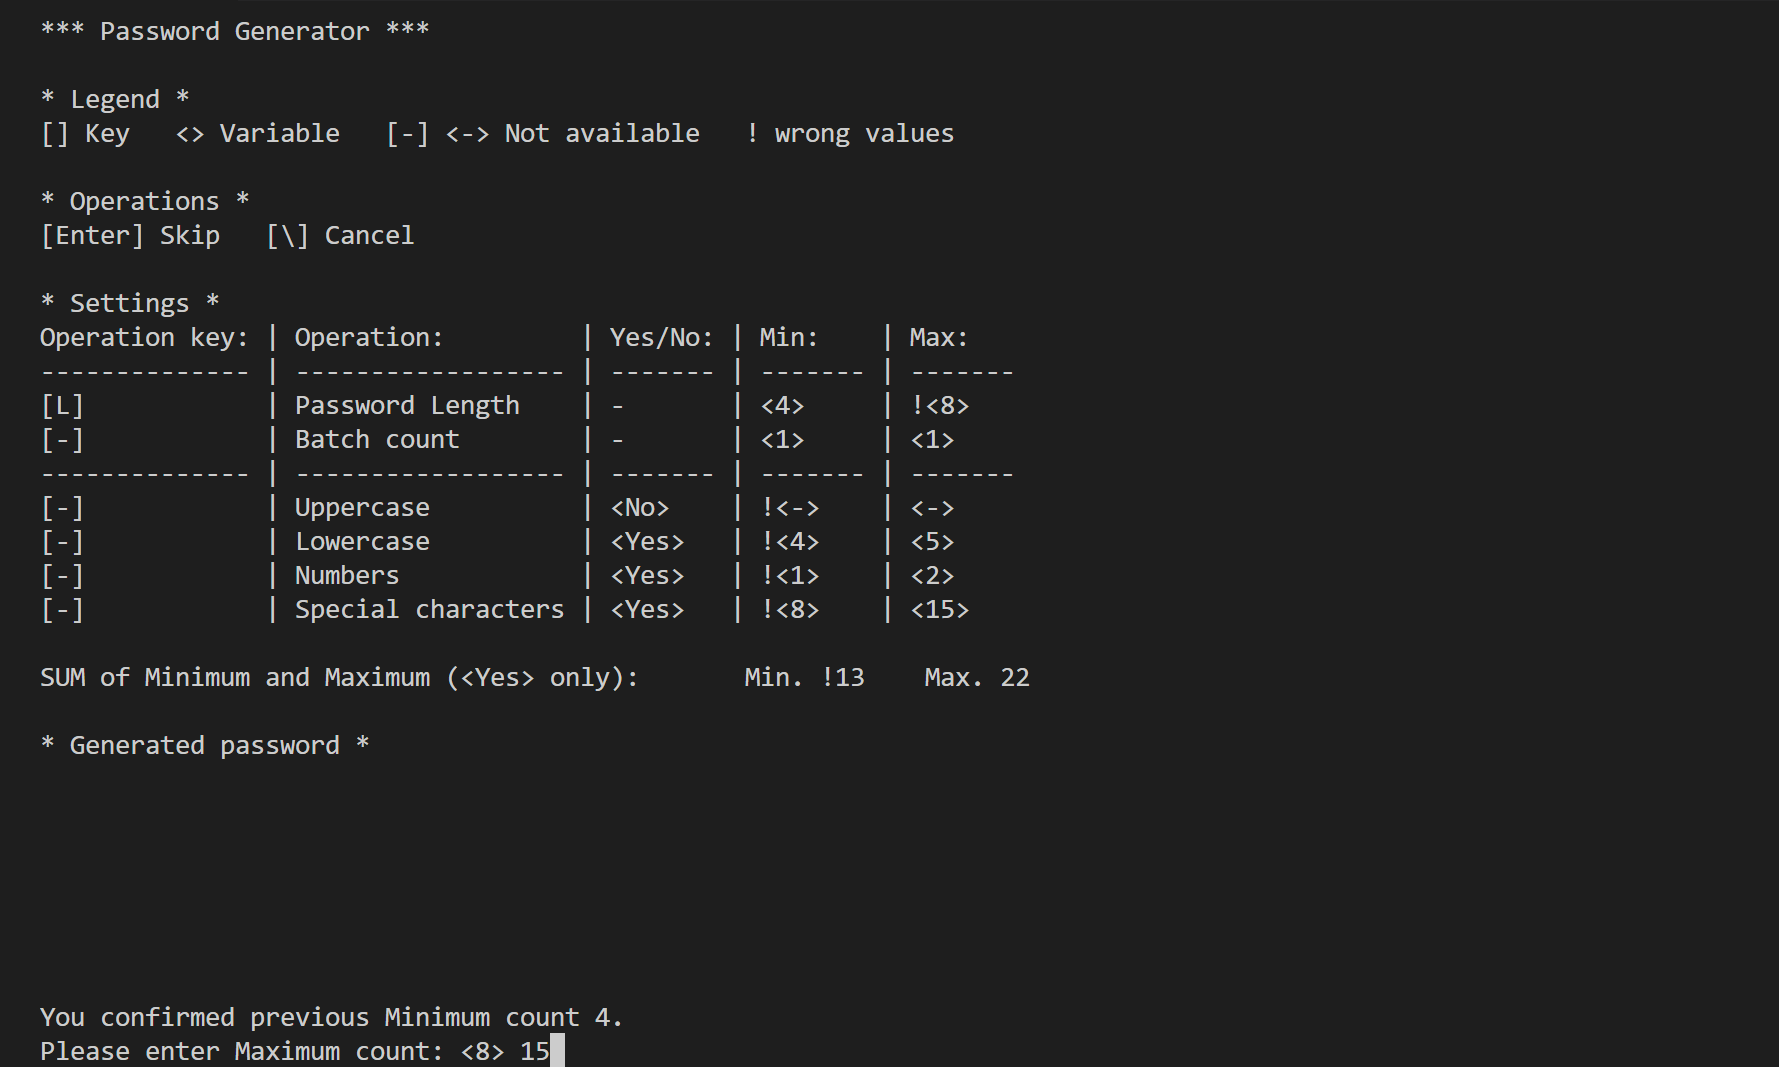 *** Password Generator ***
* Legend *
[] Key   <> Variable   [-] <-> Not available   ! wrong values
* Operations *
[Enter] Skip   [\] Cancel
* Settings *
Operation key: | Operation:         | Yes/No: | Min:    | Max:
-------------- | ------------------ | ------- | ------- | -------
[L]            | Password Length    | -       | <4>     | !<8>
[-]            | Batch count        | -       | <1>     | <1>
-------------- | ------------------ | ------- | ------- | -------
[-]            | Uppercase          | <No>    | !<->    | <->
[-]            | Lowercase          | <Yes>   | !<4>    | <5>
[-]            | Numbers            | <Yes>   | !<1>    | <2>
[-]            | Special characters | <Yes>   | !<8>    | <15>
SUM of Minimum and Maximum (<Yes> only):       Min. !13    Max. 22
* Generated password *
You confirmed previous Minimum count 4.
Please enter Maximum count: <8> 15